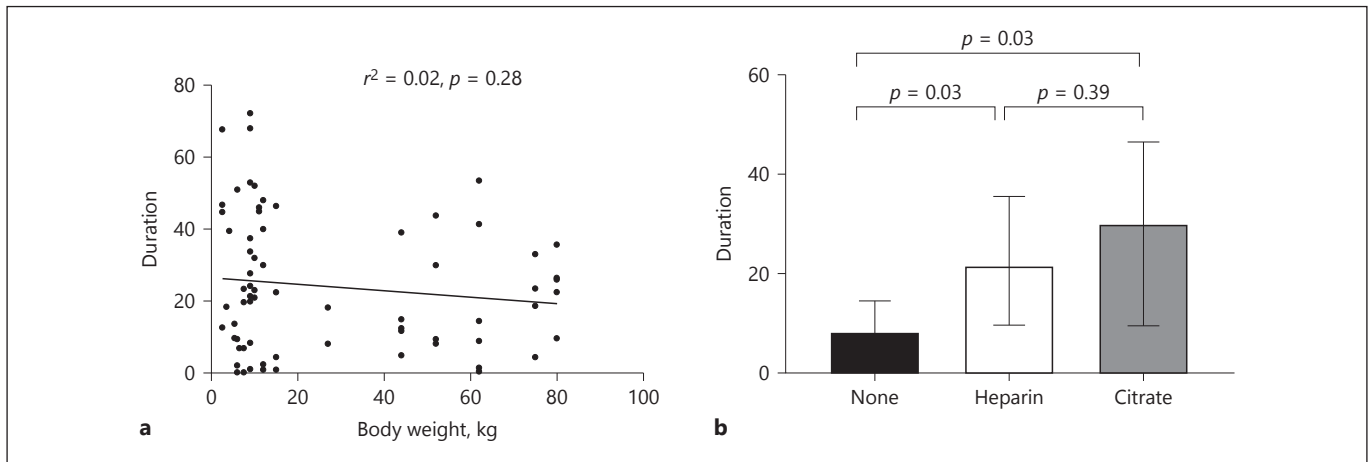 r² = 0.02, p = 0.28
80
60
40
20
0
Duration
0 20 40 60 80 100
Body weight, kg
a
p = 0.03
p = 0.03 p = 0.39
60
40
20
0
Duration
None Heparin Citrate
b